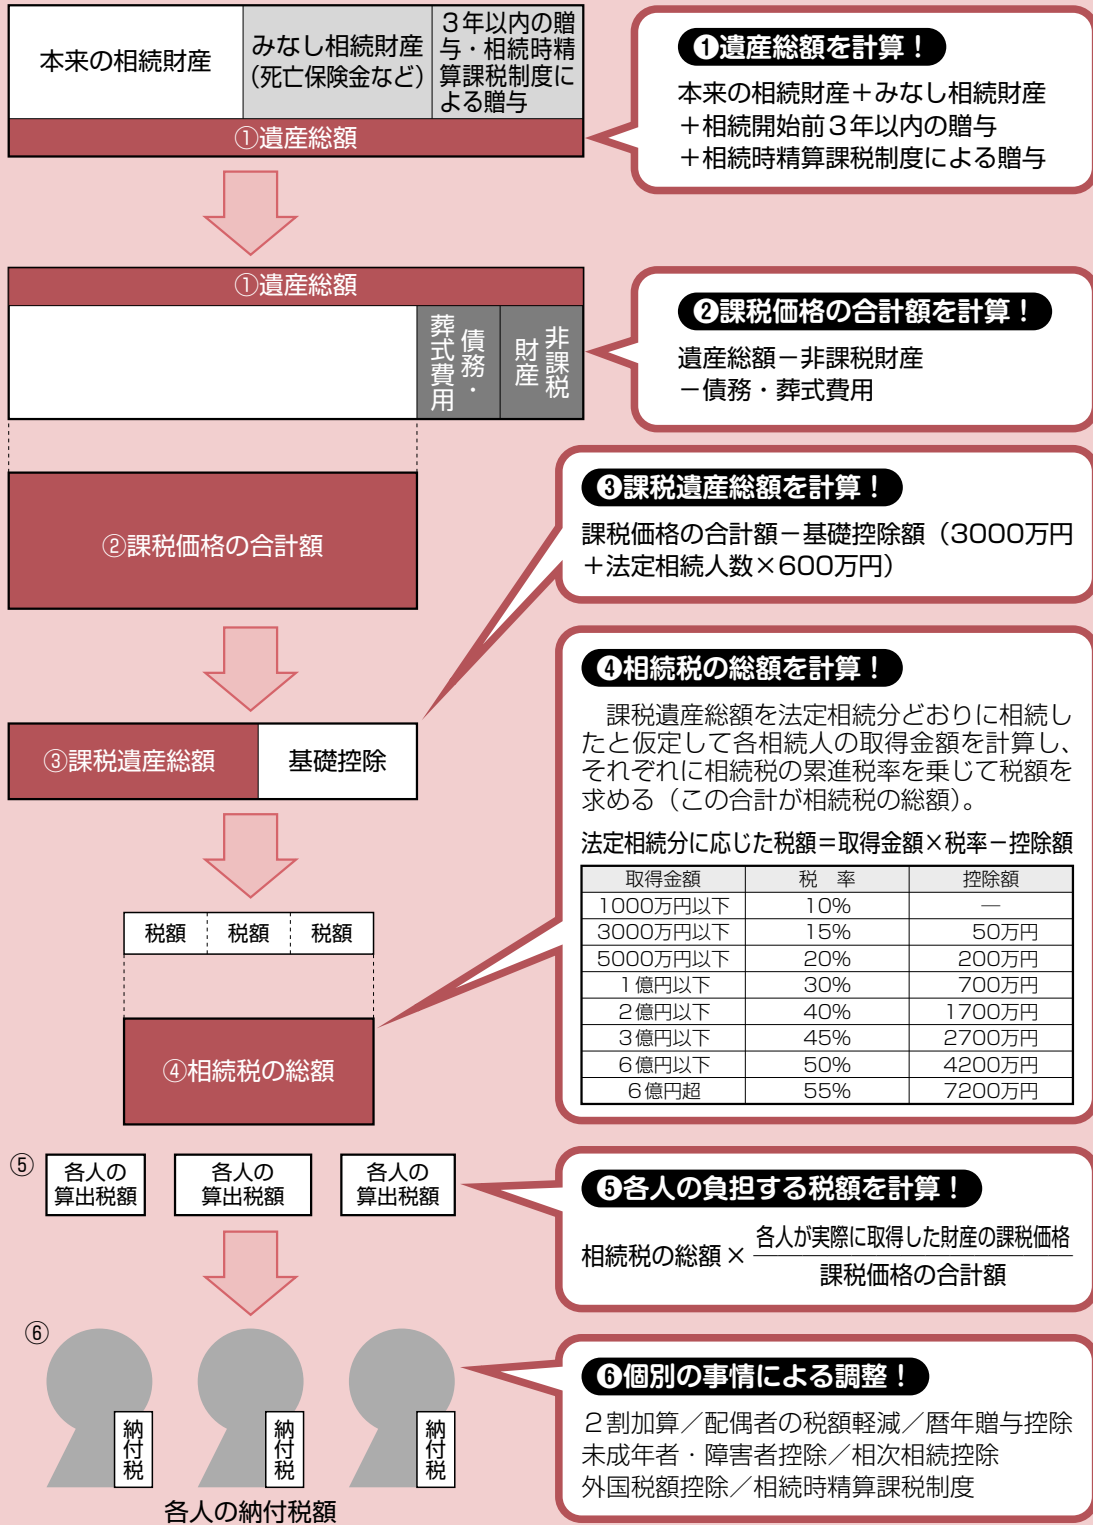 本来の相続財産
みなし相続財産
(死亡保険金など)
３年以内の贈
与・相続時精
算課税制度に
よる贈与
①遺産総額
❶遺産総額を計算！
本来の相続財産＋みなし相続財産
＋相続開始前３年以内の贈与
＋相続時精算課税制度による贈与
①遺産総額
債務・
葬式費用
非課税
財産
❷課税価格の合計額を計算！
遺産総額－非課税財産
－債務・葬式費用
②課税価格の合計額
❸課税遺産総額を計算！
課税価格の合計額－基礎控除額（3000万円
＋法定相続人数×600万円）
③課税遺産総額
基礎控除
❹相続税の総額を計算！
課税遺産総額を法定相続分どおりに相続し
たと仮定して各相続人の取得金額を計算し、
それぞれに相続税の累進税率を乗じて税額を
求める（この合計が相続税の総額）。
法定相続分に応じた税額＝取得金額×税率－控除額
取得金額 税　率 控除額
1000万円以下 10% ―
3000万円以下 15% 50万円
5000万円以下 20% 200万円
１億円以下 30% 700万円
２億円以下 40% 1700万円
３億円以下 45% 2700万円
６億円以下 50% 4200万円
６億円超 55% 7200万円
税額 税額 税額
④相続税の総額
⑤
各人の
算出税額
各人の
算出税額
各人の
算出税額
❺各人の負担する税額を計算！
相続税の総額×
各人が実際に取得した財産の課税価格
課税価格の合計額
⑥
納付税
納付税
納付税
各人の納付税額
❻個別の事情による調整！
２割加算／配偶者の税額軽減／暦年贈与控除
未成年者・障害者控除／相次相続控除
外国税額控除／相続時精算課税制度